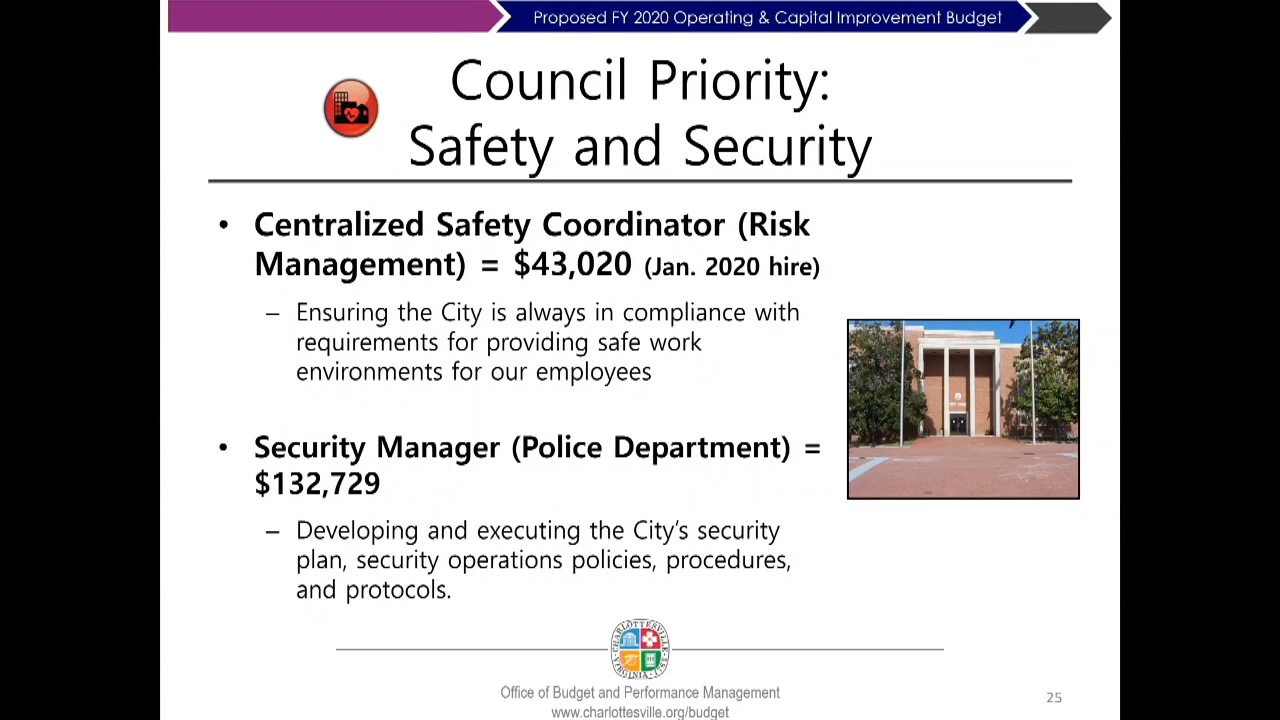 Proposed FY 2020 Operating & Capital Improvement Budget
Council Priority:
Safety and Security
• Centralized Safety Coordinator (Risk
Management) = $43,020 (Jan. 2020 hire)
– Ensuring the City is always in compliance with
requirements for providing safe work
environments for our employees
• Security Manager (Police Department) =
$132,729
– Developing and executing the City's security
plan, security operations policies, procedures,
and protocols.
CHARLOTTESVILLE
VIRGINIA 1762
Office of Budget and Performance Management
www.charlottesville.org/budget
25